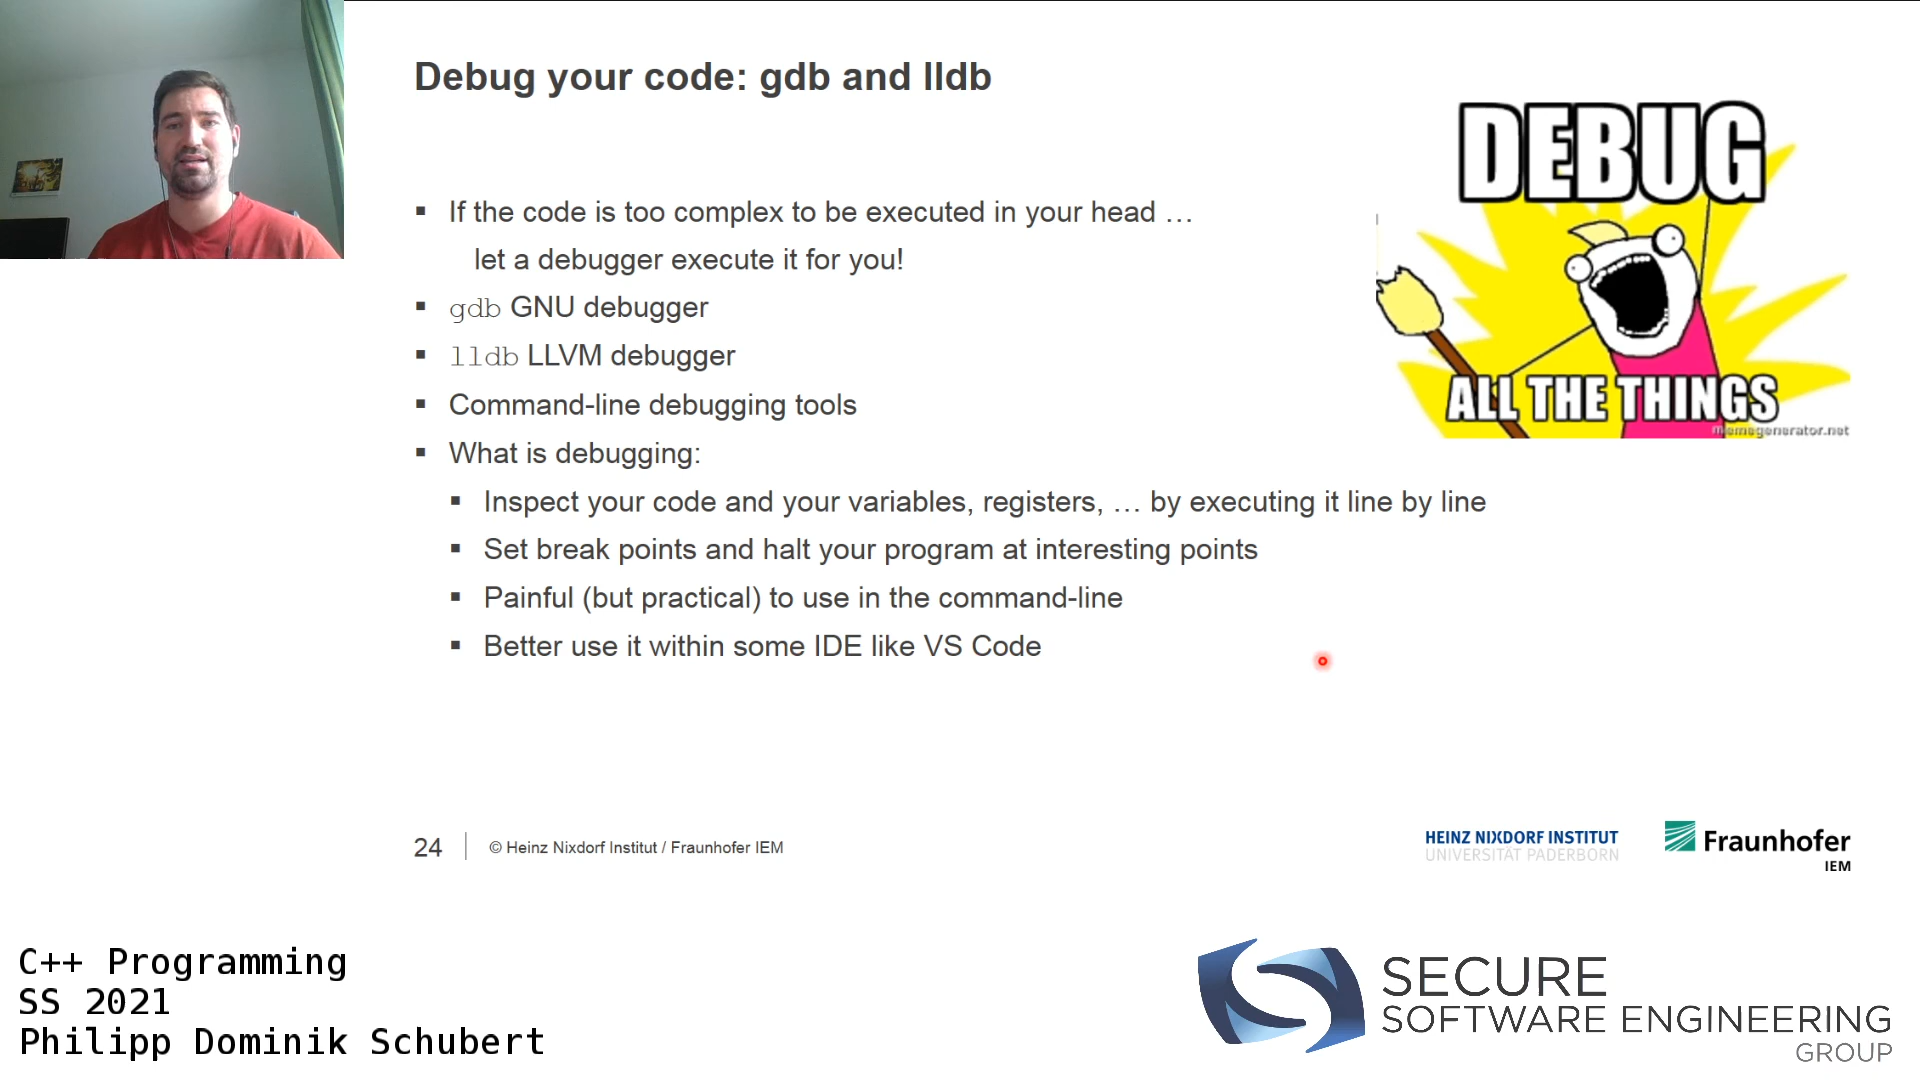 Debug your code: gdb and lldb
DEBUG
ALL THE THINGS
memegenerator.net
▪ If the code is too complex to be executed in your head …
let a debugger execute it for you!
▪ gdb GNU debugger
▪ lldb LLVM debugger
▪ Command-line debugging tools
▪ What is debugging:
▪ Inspect your code and your variables, registers, … by executing it line by line
▪ Set break points and halt your program at interesting points
▪ Painful (but practical) to use in the command-line
▪ Better use it within some IDE like VS Code
24
© Heinz Nixdorf Institut / Fraunhofer IEM
HEINZ NIXDORF INSTITUT
UNIVERSITÄT PADERBORN
Fraunhofer
IEM
C++ Programming
SS 2021
Philipp Dominik Schubert
SECURE
SOFTWARE ENGINEERING
GROUP